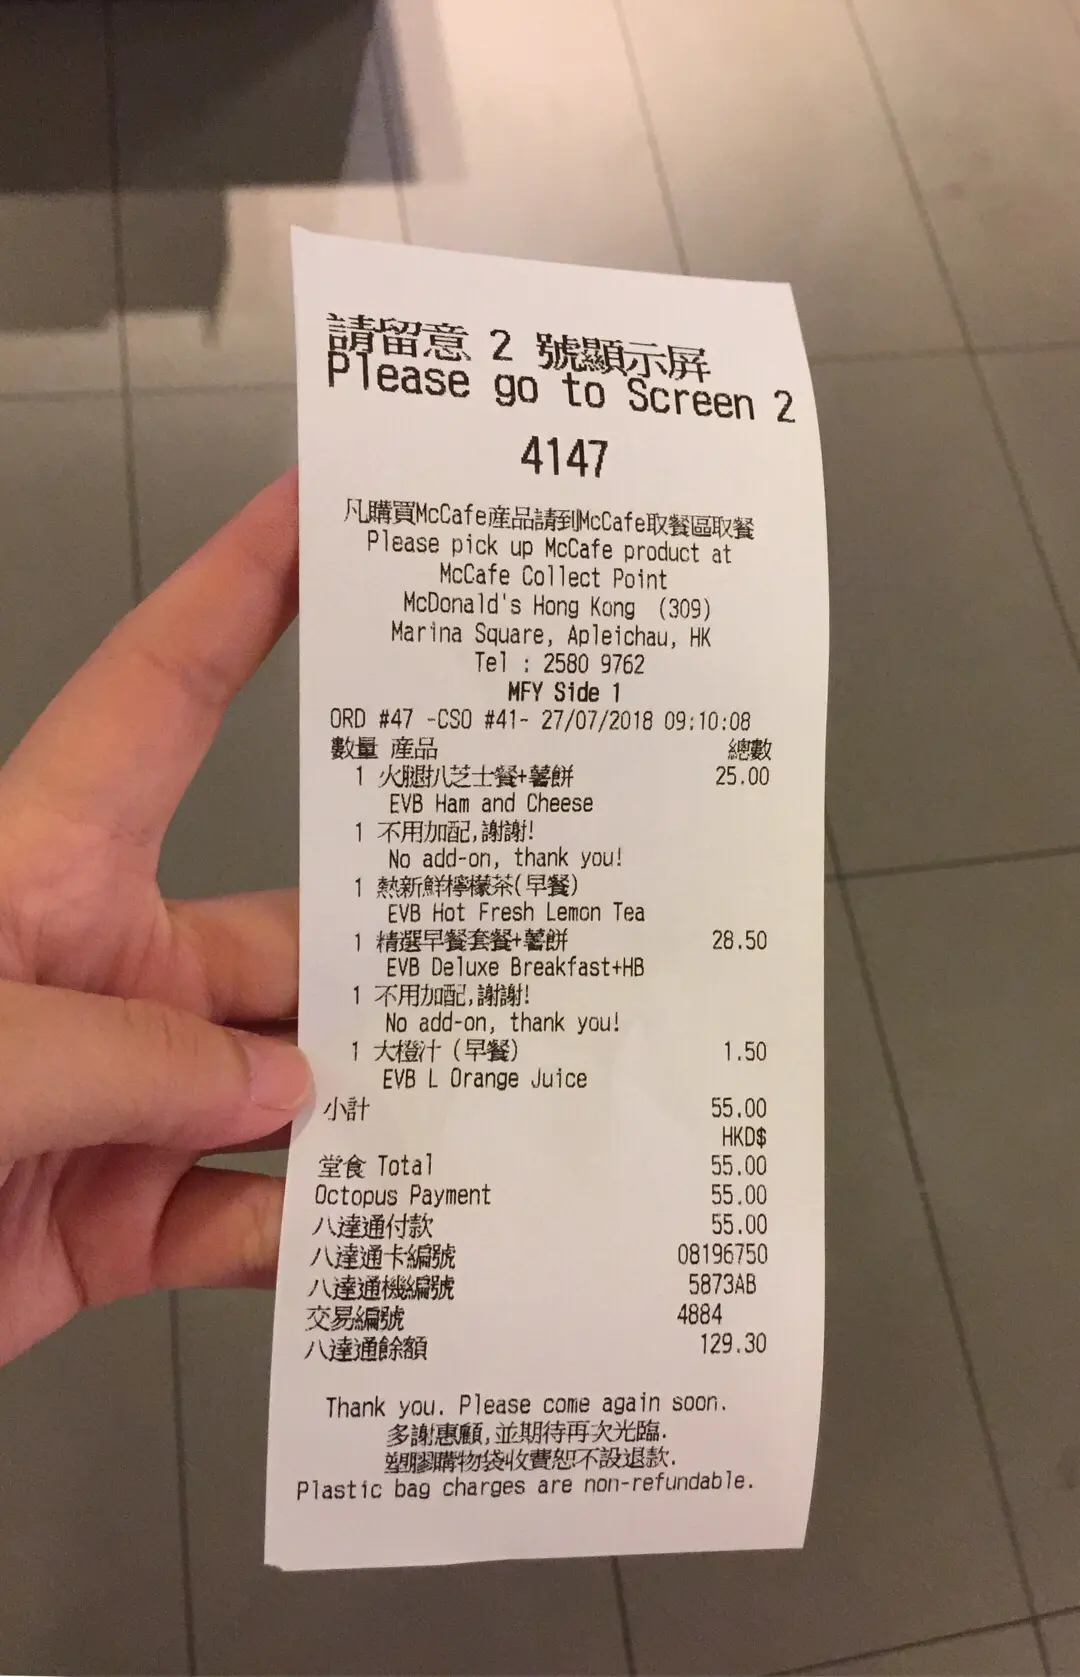 請留意 2 號顯示屏
Please go to Screen 2
4147
凡購買McCafe産品請到McCafe取餐區取餐
Please pick up McCafe product at
McCafe Collect Point
McDonald's Hong Kong (309)
Marina Square, Apleichau, HK
Tel : 2580 9762
MFY Side 1
ORD #47 -CSO #41- 27/07/2018 09:10:08
數量 産品 總數
1 火腿扒芝士餐+薯餅 25.00
EVB Ham and Cheese
1 不用加配,謝謝!
No add-on, thank you!
1 熱新鮮檸檬茶(早餐)
EVB Hot Fresh Lemon Tea
1 精選早餐套餐+薯餅 28.50
EVB Deluxe Breakfast+HB
1 不用加配,謝謝!
No add-on, thank you!
1 大橙汁 (早餐) 1.50
EVB L Orange Juice
小計 55.00
HKD$
堂食 Total 55.00
Octopus Payment 55.00
八達通付款 55.00
八達通卡編號 08196750
八達通機編號 5873AB
交易編號 4884
八達通餘額 129.30
Thank you. Please come again soon.
多謝惠顧,並期待再次光臨.
塑膠購物袋收費恕不設退款.
Plastic bag charges are non-refundable.